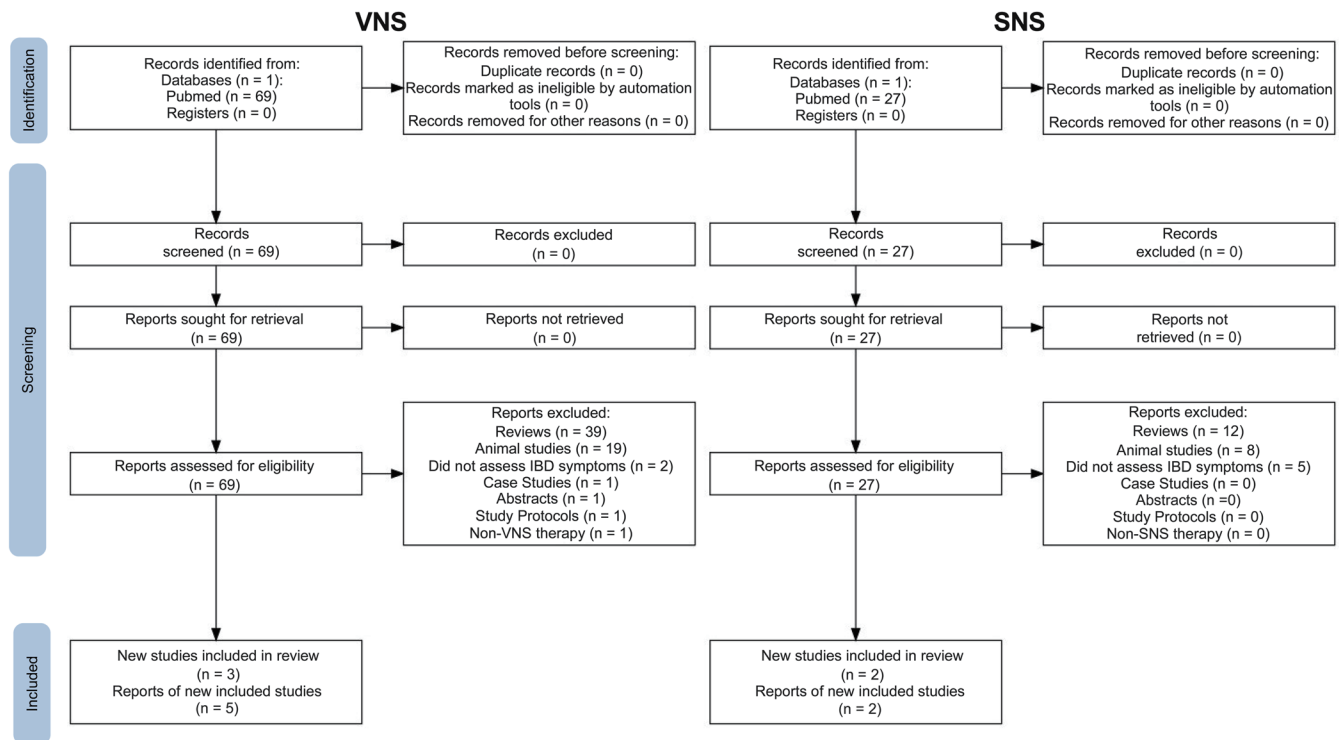 VNS
SNS
Identification
Records identified from:
Databases (n = 1):
Pubmed (n = 69)
Registers (n = 0)
Records removed before screening:
Duplicate records (n = 0)
Records marked as ineligible by automation
tools (n = 0)
Records removed for other reasons (n = 0)
Records identified from:
Databases (n = 1):
Pubmed (n = 27)
Registers (n = 0)
Records removed before screening:
Duplicate records (n = 0)
Records marked as ineligible by automation
tools (n = 0)
Records removed for other reasons (n = 0)
Screening
Records
screened (n = 69)
Records excluded
(n = 0)
Records
screened (n = 27)
Records
excluded (n = 0)
Reports sought for retrieval
(n = 69)
Reports not retrieved
(n = 0)
Reports sought for retrieval
(n = 27)
Reports not
retrieved (n = 0)
Reports assessed for eligibility
(n = 69)
Reports excluded:
Reviews (n = 39)
Animal studies (n = 19)
Did not assess IBD symptoms (n = 2)
Case Studies (n = 1)
Abstracts (n = 1)
Study Protocols (n = 1)
Non-VNS therapy (n = 1)
Reports assessed for eligibility
(n = 27)
Reports excluded:
Reviews (n = 12)
Animal studies (n = 8)
Did not assess IBD symptoms (n = 5)
Case Studies (n = 0)
Abstracts (n =0)
Study Protocols (n = 0)
Non-SNS therapy (n = 0)
Included
New studies included in review
(n = 3)
Reports of new included studies
(n = 5)
New studies included in review
(n = 2)
Reports of new included studies
(n = 2)